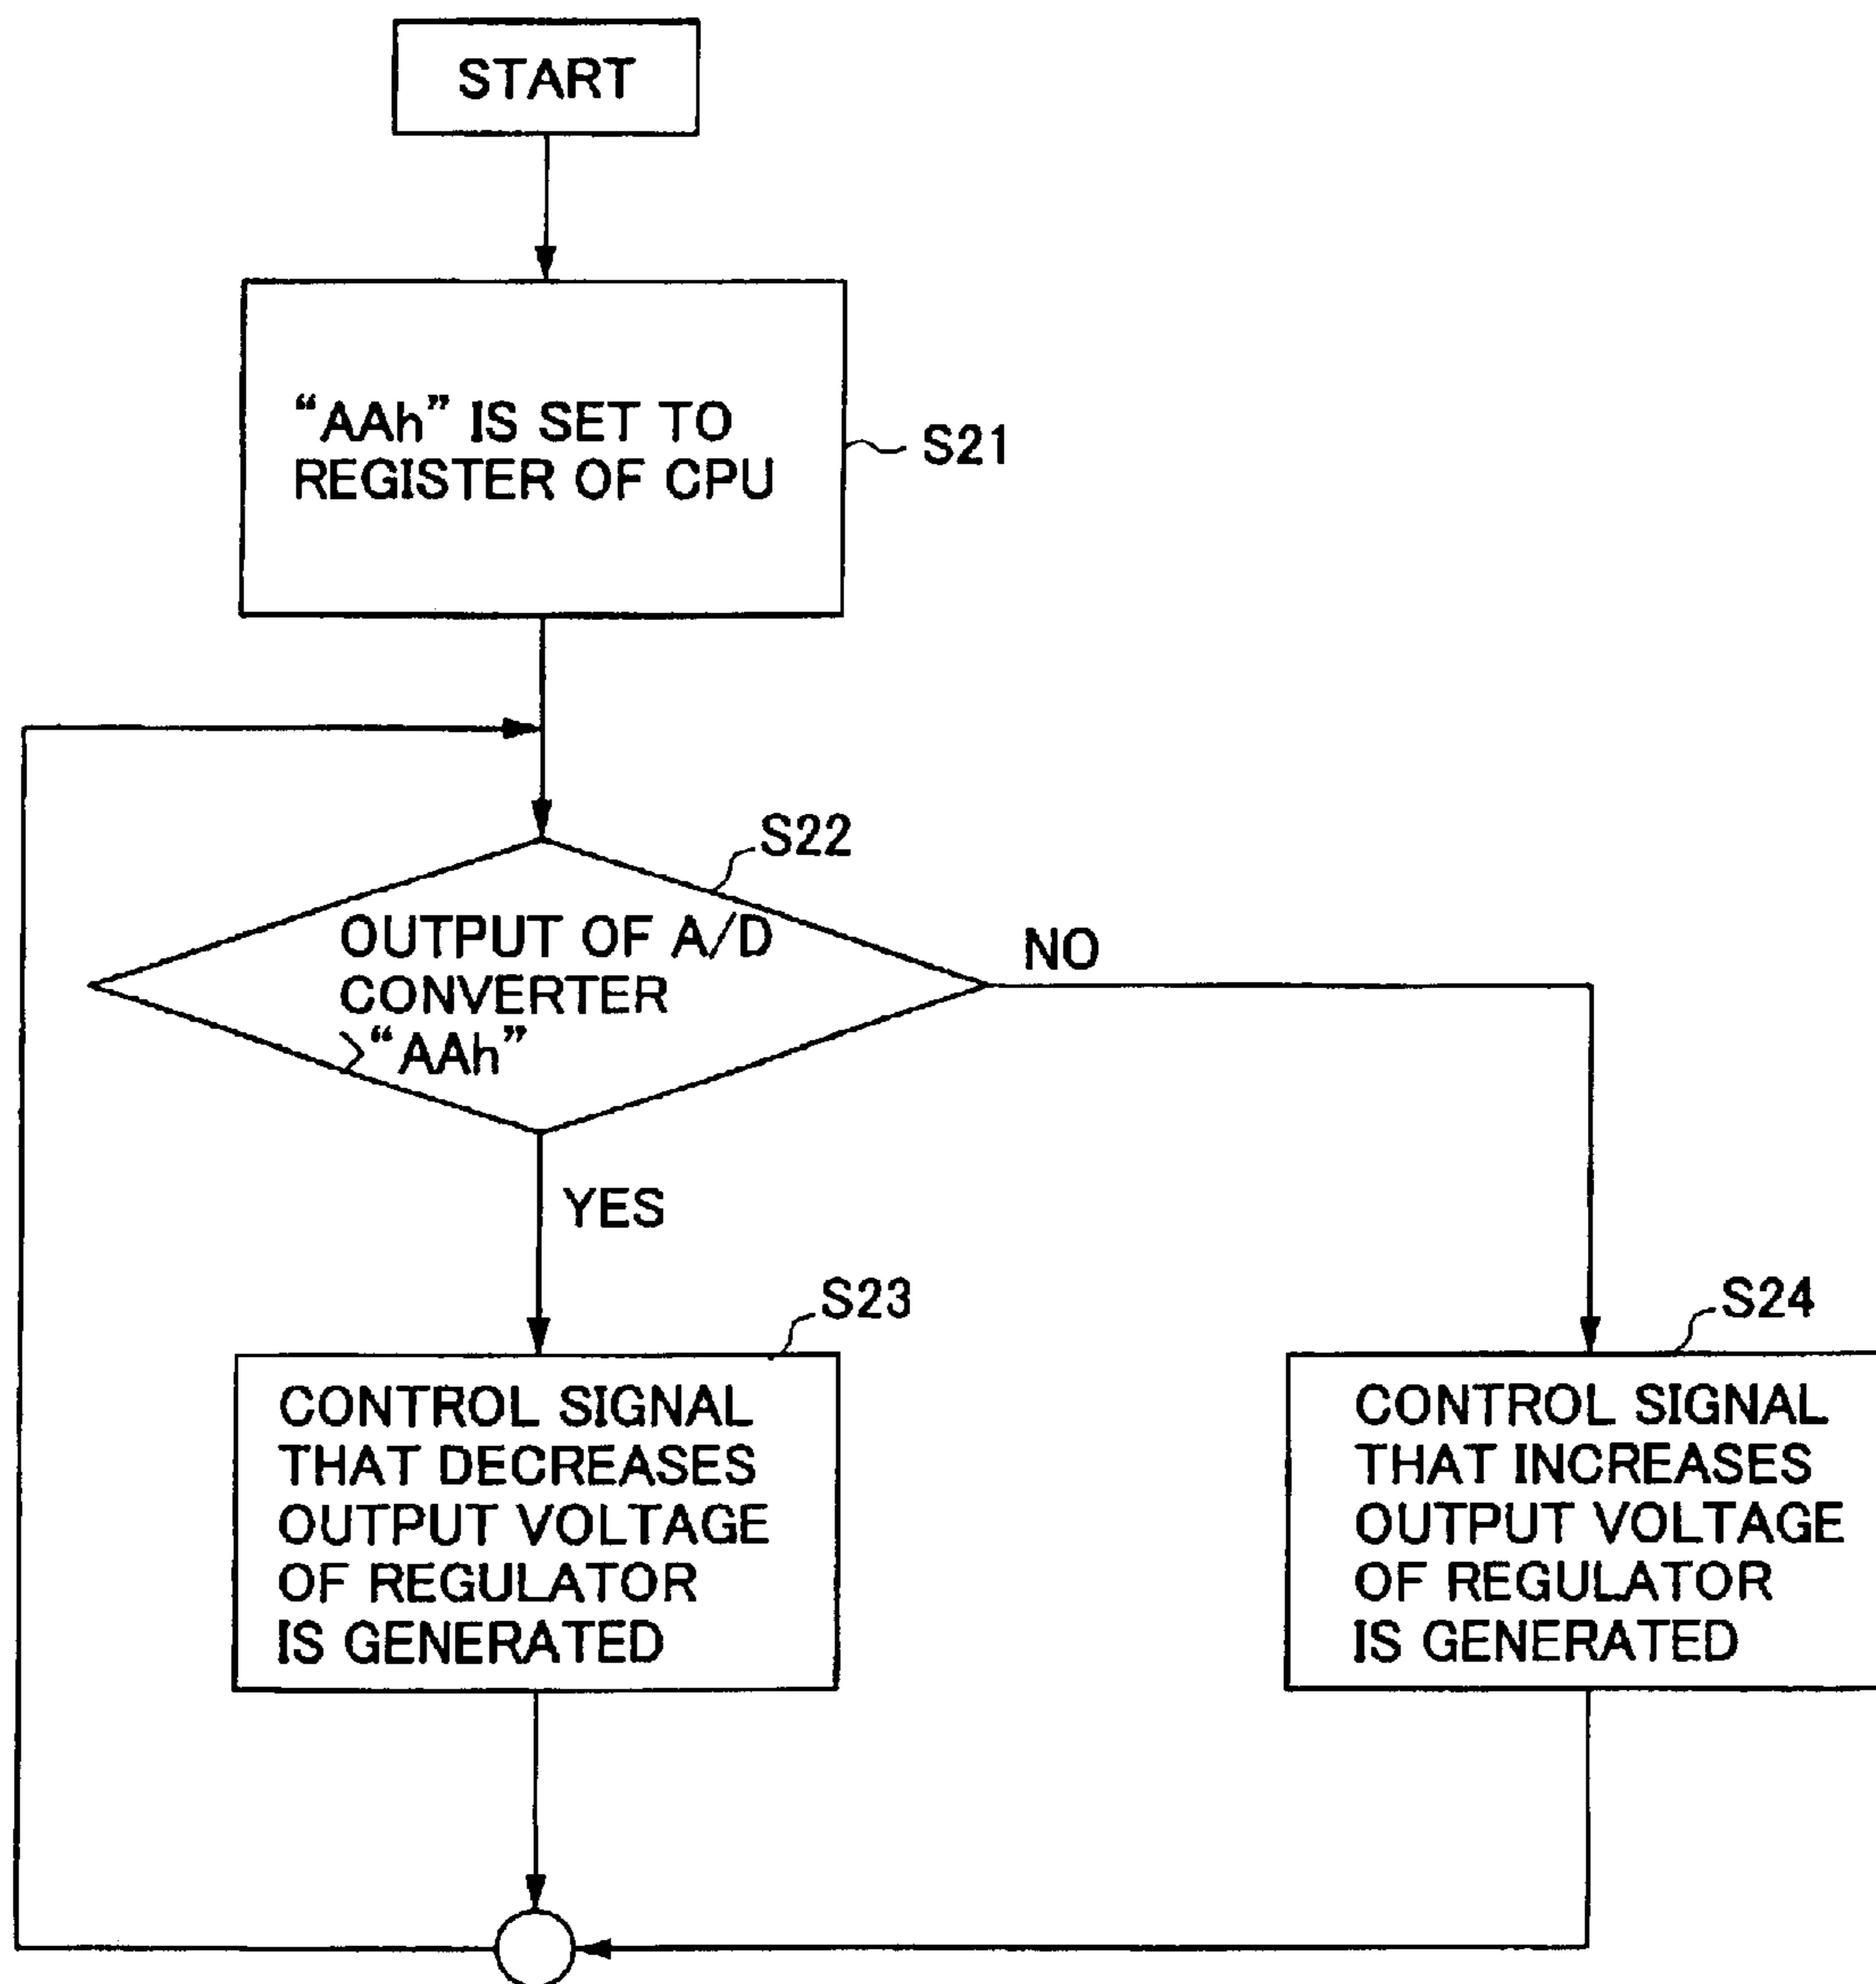 START
“AAh” IS SET TO
REGISTER OF CPU
S21
S22
OUTPUT OF A/D
CONVERTER
>“AAh”
NO
YES
S23
CONTROL SIGNAL
THAT DECREASES
OUTPUT VOLTAGE
OF REGULATOR
IS GENERATED
S24
CONTROL SIGNAL
THAT INCREASES
OUTPUT VOLTAGE
OF REGULATOR
IS GENERATED